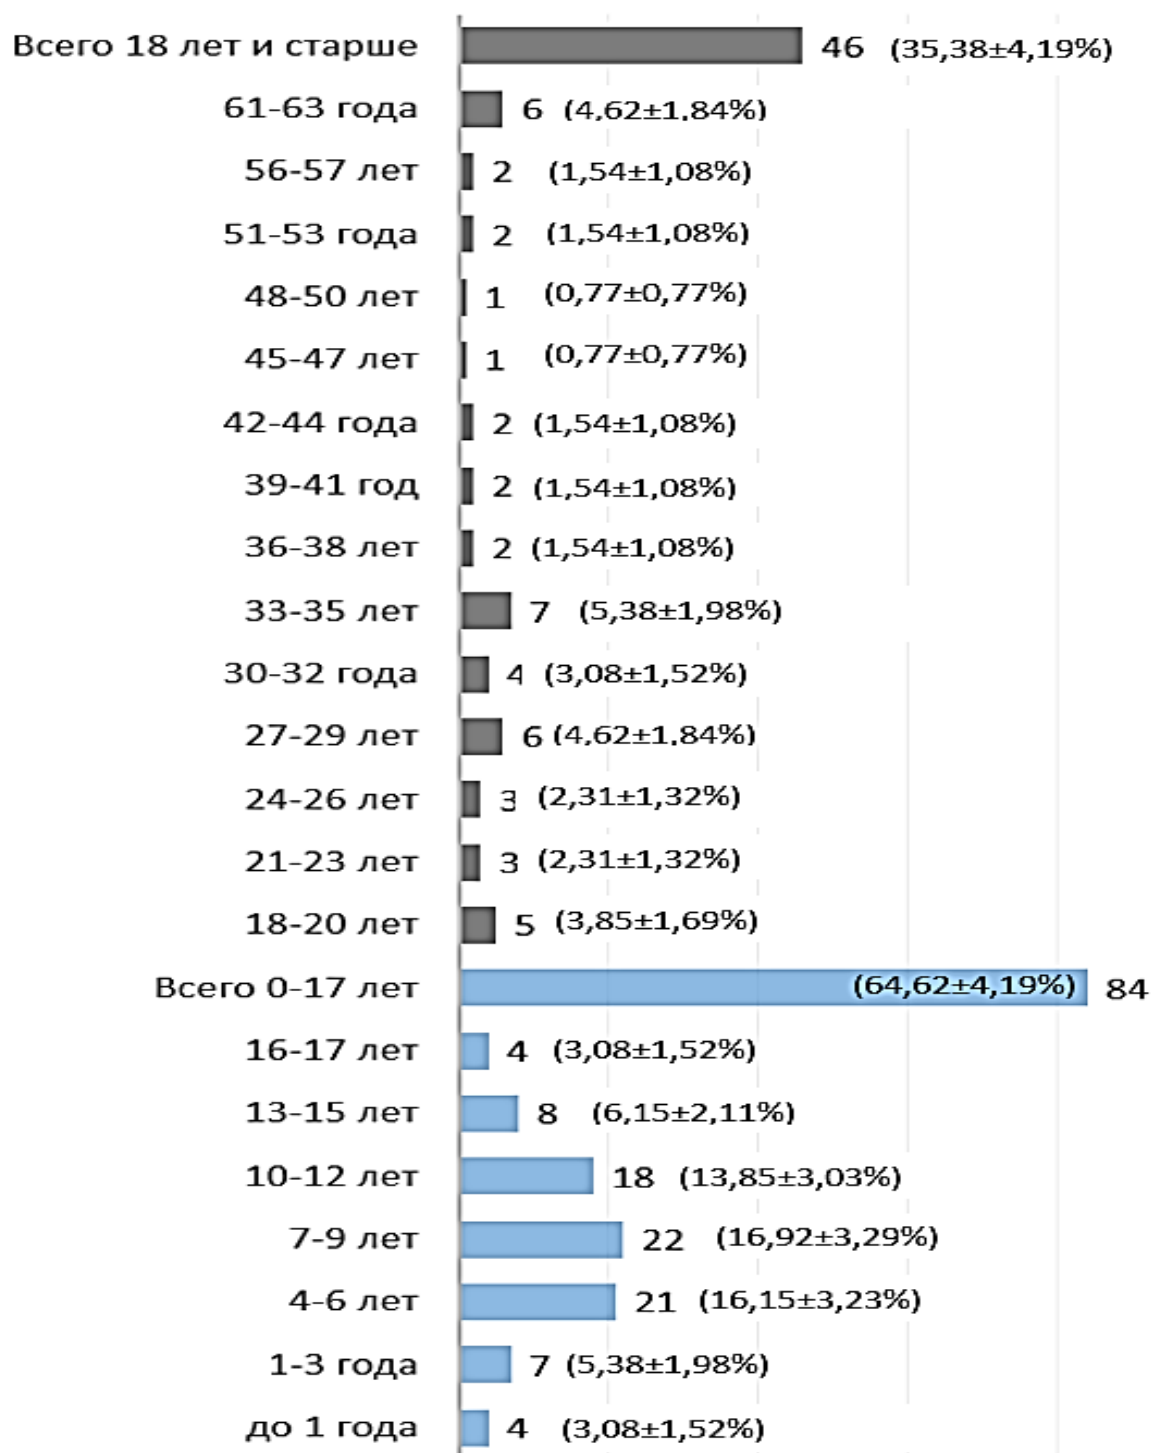 Всего 18 лет и старше 46 (35,38±4,19%)
61-63 года 6 (4,62±1,84%)
56-57 лет 2 (1,54±1,08%)
51-53 года 2 (1,54±1,08%)
48-50 лет 1 (0,77±0,77%)
45-47 лет 1 (0,77±0,77%)
42-44 года 2 (1,54±1,08%)
39-41 год 2 (1,54±1,08%)
36-38 лет 2 (1,54±1,08%)
33-35 лет 7 (5,38±1,98%)
30-32 года 4 (3,08±1,52%)
27-29 лет 6 (4,62±1.84%)
24-26 лет 3 (2,31±1,32%)
21-23 лет 3 (2,31±1,32%)
18-20 лет 5 (3,85±1,69%)
Всего 0-17 лет (64,62±4,19%) 84
16-17 лет 4 (3,08±1,52%)
13-15 лет 8 (6,15±2,11%)
10-12 лет 18 (13,85±3,03%)
7-9 лет 22 (16,92±3,29%)
4-6 лет 21 (16,15±3,23%)
1-3 года 7 (5,38±1,98%)
до 1 года 4 (3,08±1,52%)